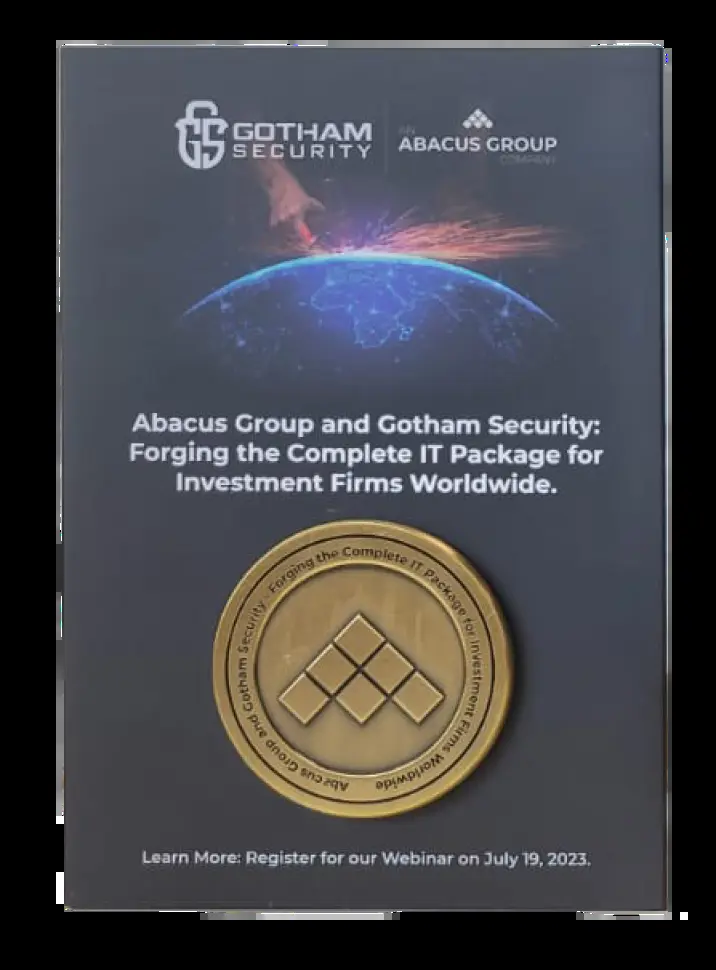 GS GOTHAM
SECURITY
AN
ABACUS GROUP
COMPANY
Abacus Group and Gotham Security:
Forging the Complete IT Package for
Investment Firms Worldwide.
Abacus Group and Gotham Security - Forging the Complete IT Package for Investment Firms Worldwide
Learn More: Register for our Webinar on July 19, 2023.